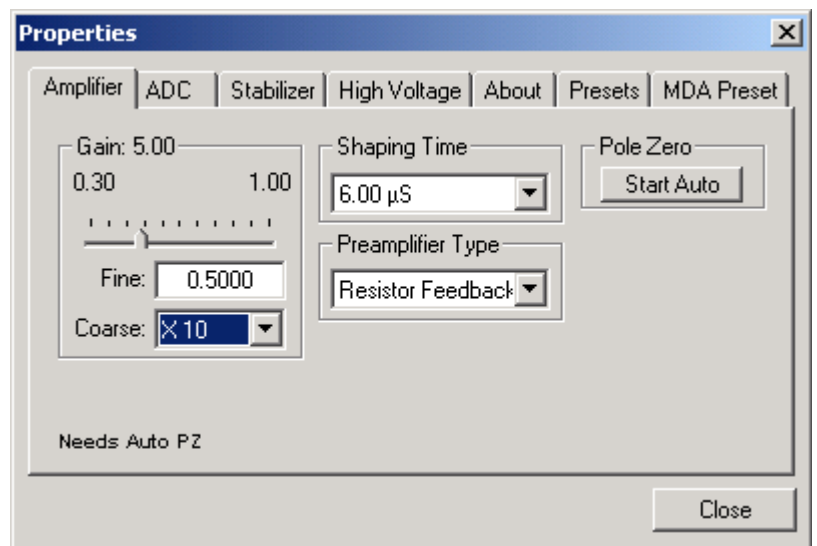 Properties
Amplifier ADC Stabilizer High Voltage About Presets MDA Preset
Gain: 5.00
0.30 1.00
Fine: 0.5000
Coarse: X 10
Shaping Time
6.00 µS
Preamplifier Type
Resistor Feedback
Pole Zero
Start Auto
Needs Auto PZ
Close